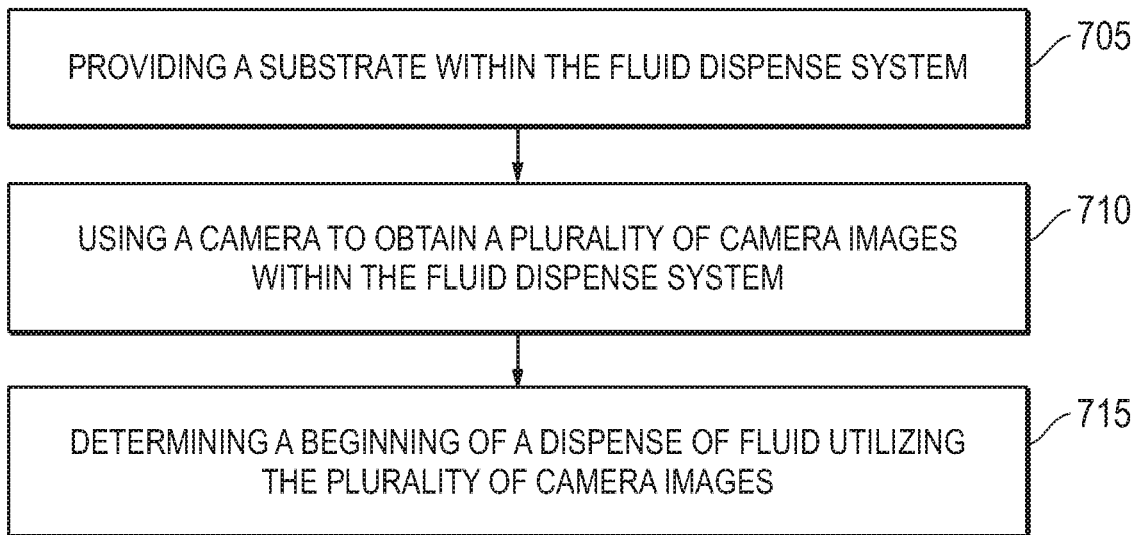 PROVIDING A SUBSTRATE WITHIN THE FLUID DISPENSE SYSTEM
705
USING A CAMERA TO OBTAIN A PLURALITY OF CAMERA IMAGES
WITHIN THE FLUID DISPENSE SYSTEM
710
DETERMINING A BEGINNING OF A DISPENSE OF FLUID UTILIZING
THE PLURALITY OF CAMERA IMAGES
715